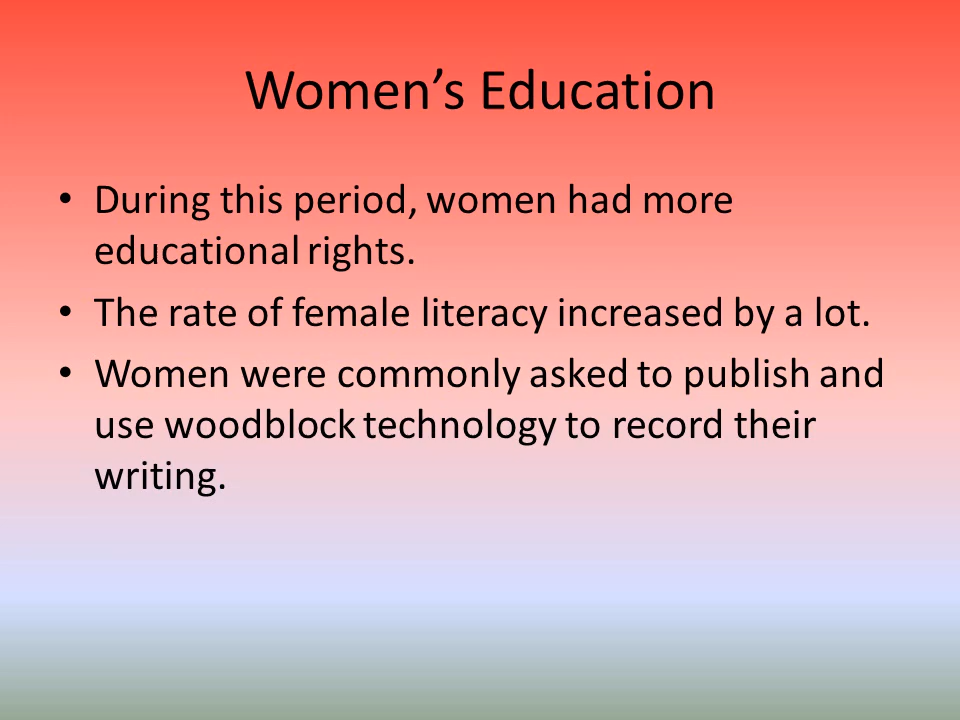 Women’s Education
• During this period, women had more
educational rights.
• The rate of female literacy increased by a lot.
• Women were commonly asked to publish and
use woodblock technology to record their
writing.